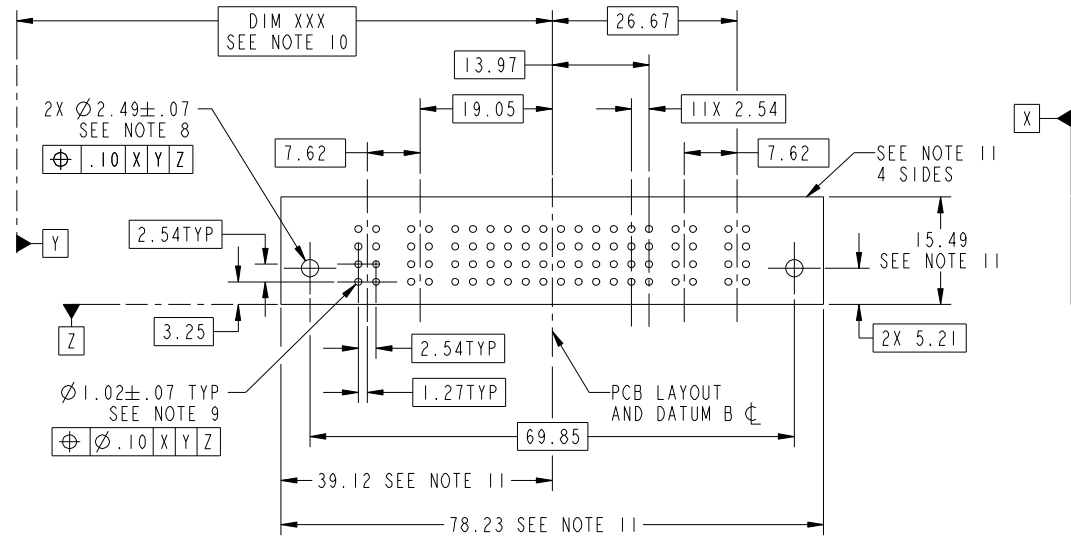 DIM XXX
SEE NOTE 10
26.67
13.97
2X Ø2.49±.07
SEE NOTE 8
⌖ .10 X Y Z
19.05
11X 2.54
X
7.62
7.62
SEE NOTE 11
4 SIDES
Y
2.54TYP
15.49
SEE NOTE 11
Z
3.25
2X 5.21
2.54TYP
Ø1.02±.07 TYP
SEE NOTE 9
⌖ Ø.10 X Y Z
1.27TYP
PCB LAYOUT
AND DATUM B ℄
69.85
39.12 SEE NOTE 11
78.23 SEE NOTE 11